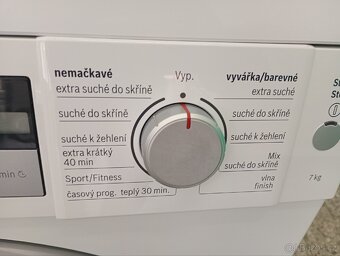 Vyp.
nemačkavé
extra suché do skříně
suché do skříně
suché k žehlení
extra krátký
40 min
Sport/Fitness
časový prog. teplý 30 min.
vyvářka/barevné
extra suché
suché do skříně
suché k žehlení
Mix
suché do skříně
vlna
finish
min
St
7 kg